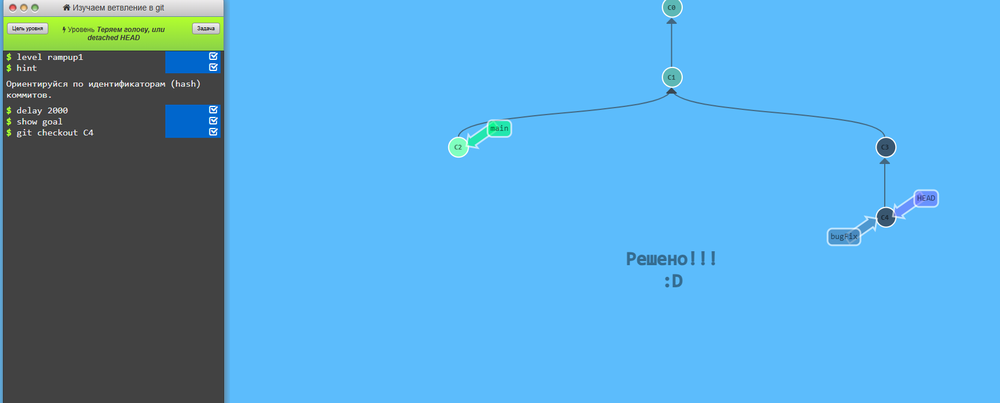 Изучаем ветвление в git
Цель уровня
Уровень Теряем голову, или
detached HEAD
Задача
$ level rampup1
$ hint
Ориентируйся по идентификаторам (hash)
коммитов.
$ delay 2000
$ show goal
$ git checkout C4
C0
C1
main
C2
C3
HEAD
C4
bugFix
Решено!!!
:D